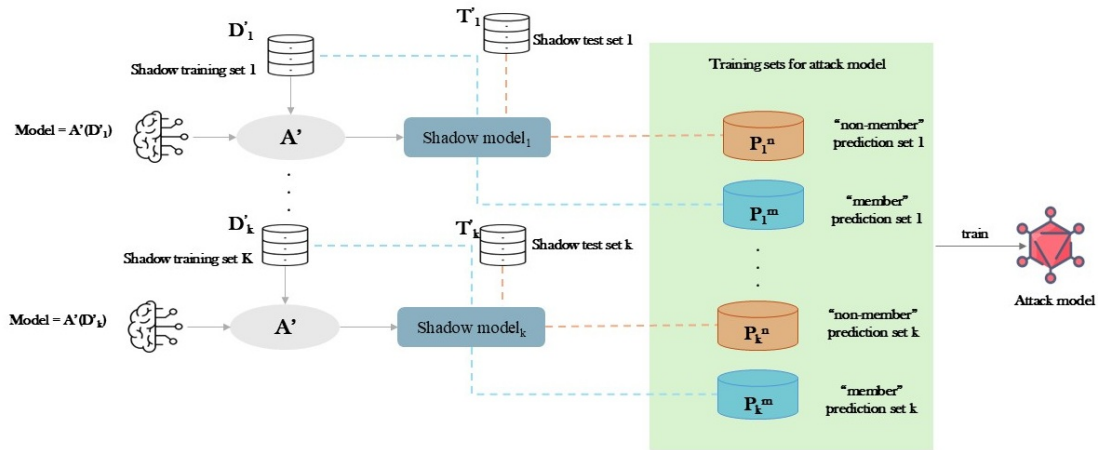 D'1
T'1
Shadow training set 1
Shadow test set 1
Training sets for attack model
Model = A'(D'1)
A'
Shadow model1
P1n
"non-member"
prediction set 1
P1m
"member"
prediction set 1
D'k
T'k
Shadow training set K
Shadow test set k
train
Attack model
Model = A'(D'k)
A'
Shadow modelk
Pkn
"non-member"
prediction set k
Pkm
"member"
prediction set k